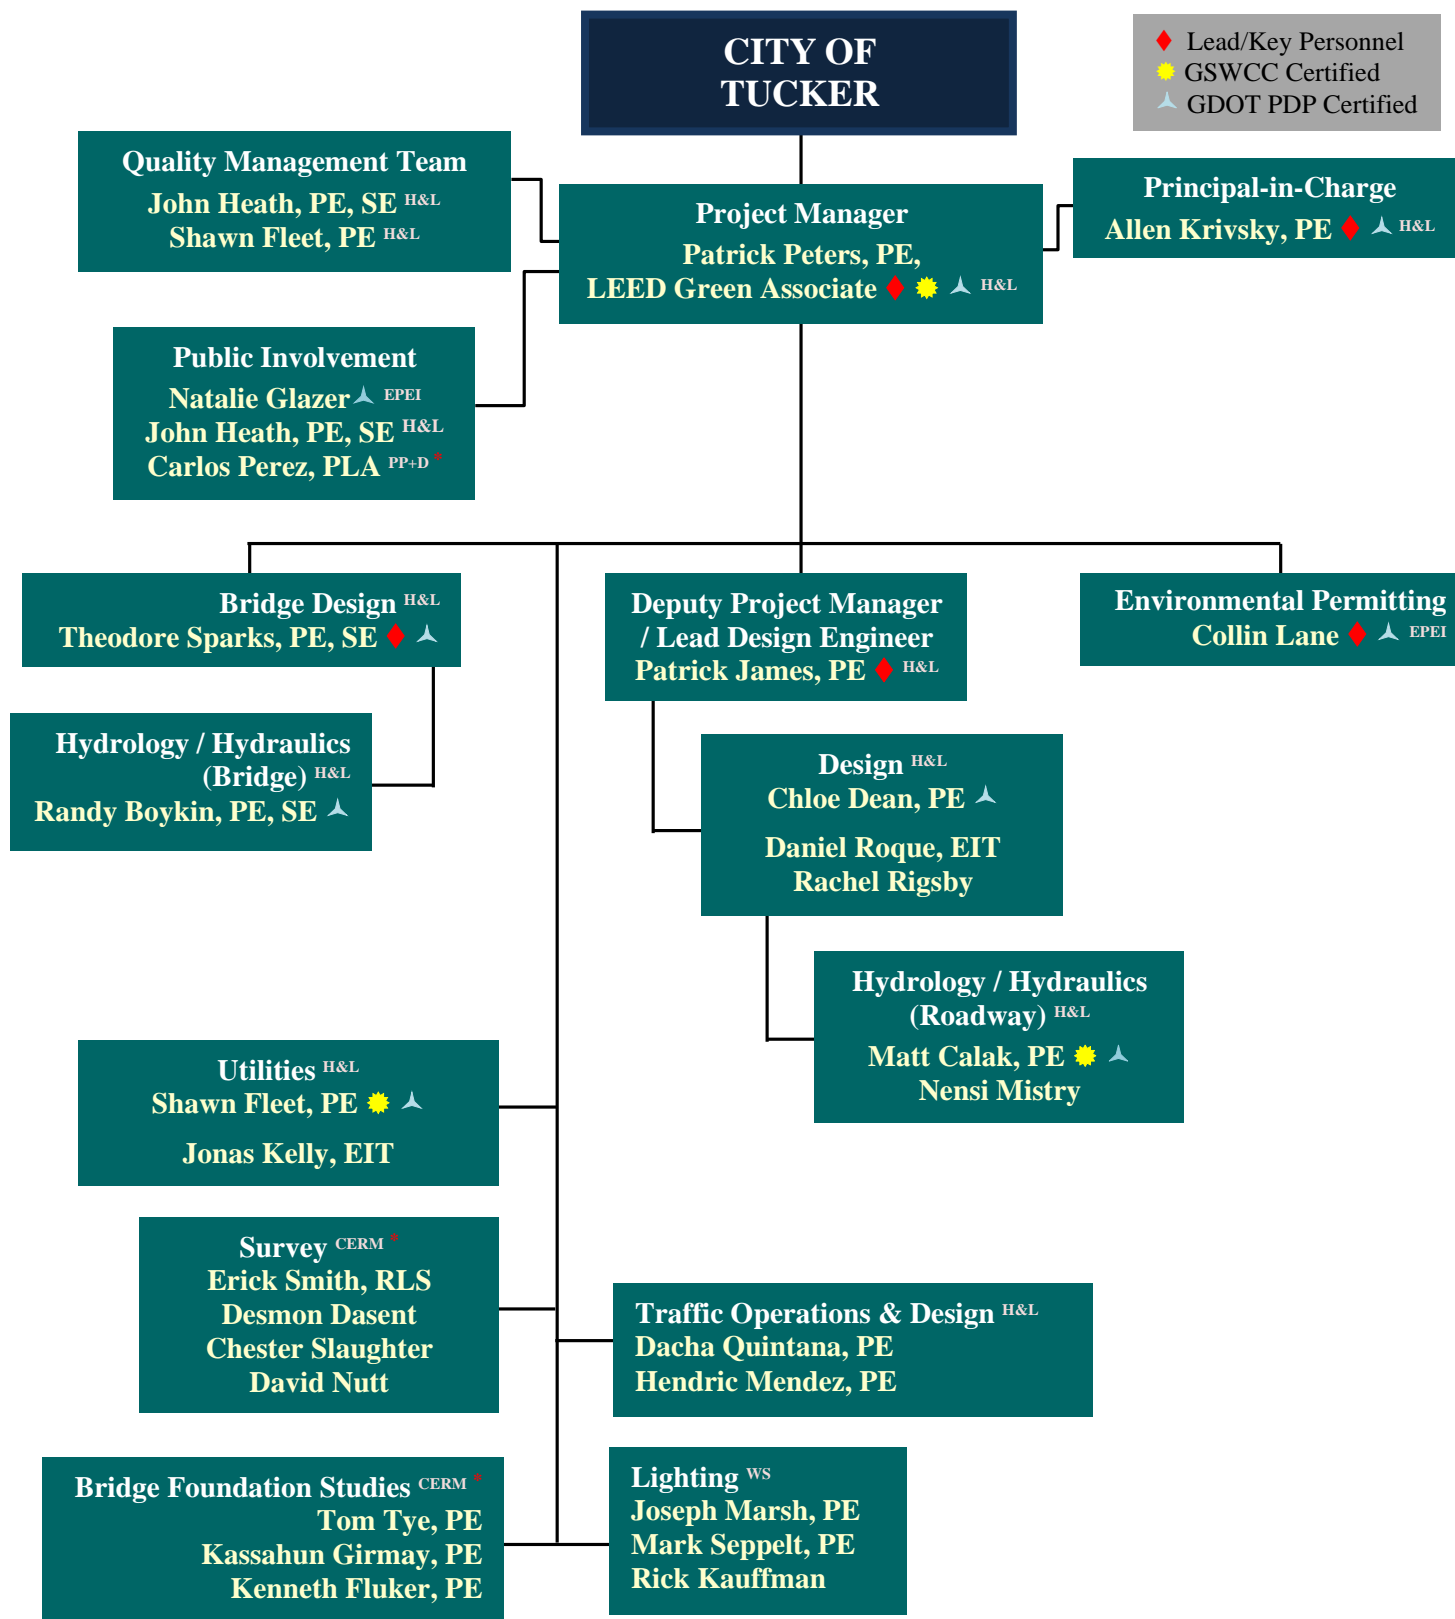 CITY OF
TUCKER
Lead/Key Personnel
GSWCC Certified
GDOT PDP Certified
Quality Management Team
John Heath, PE, SE H&L
Shawn Fleet, PE H&L
Project Manager
Patrick Peters, PE,
LEED Green Associate H&L
Principal-in-Charge
Allen Krivsky, PE H&L
Public Involvement
Natalie Glazer EPEI
John Heath, PE, SE H&L
Carlos Perez, PLA PP+D *
Bridge Design H&L
Theodore Sparks, PE, SE
Deputy Project Manager
/ Lead Design Engineer
Patrick James, PE H&L
Environmental Permitting
Collin Lane EPEI
Hydrology / Hydraulics
(Bridge) H&L
Randy Boykin, PE, SE
Design H&L
Chloe Dean, PE
Daniel Roque, EIT
Rachel Rigsby
Hydrology / Hydraulics
(Roadway) H&L
Matt Calak, PE
Nensi Mistry
Utilities H&L
Shawn Fleet, PE
Jonas Kelly, EIT
Survey CERM *
Erick Smith, RLS
Desmon Dasent
Chester Slaughter
David Nutt
Traffic Operations & Design H&L
Dacha Quintana, PE
Hendric Mendez, PE
Bridge Foundation Studies CERM *
Tom Tye, PE
Kassahun Girmay, PE
Kenneth Fluker, PE
Lighting WS
Joseph Marsh, PE
Mark Seppelt, PE
Rick Kauffman